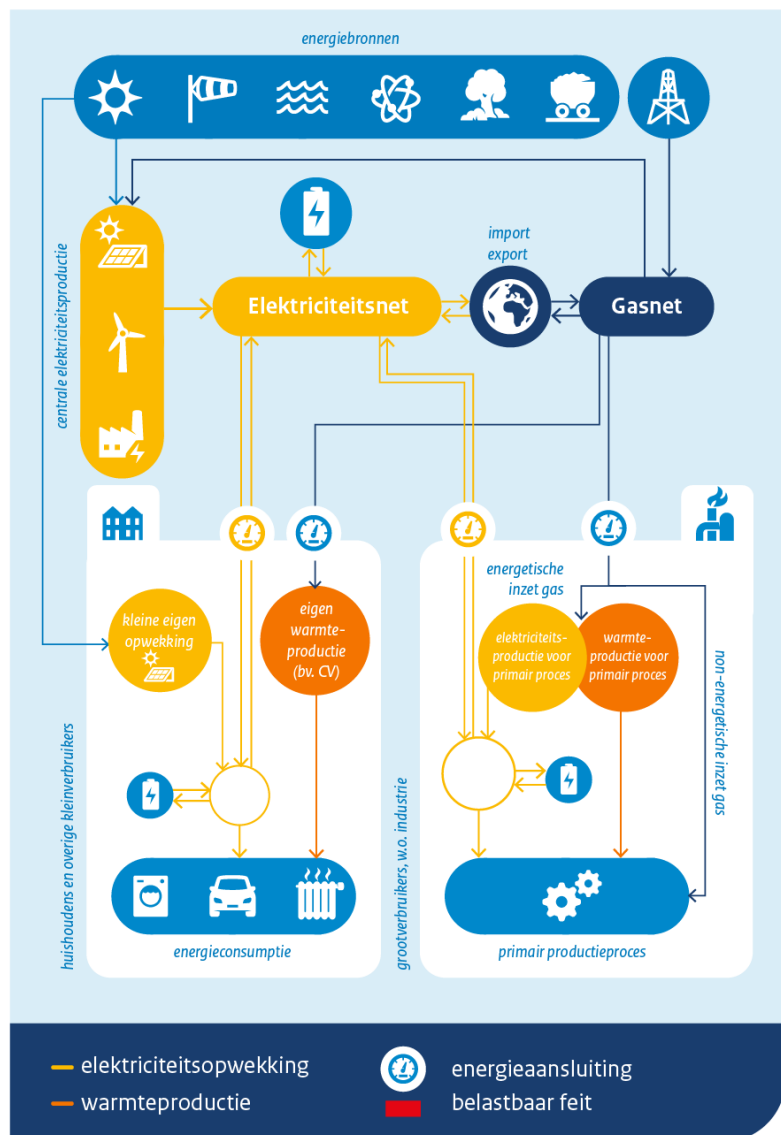 energiebronnen
import
export
Elektriciteitsnet
Gasnet
centrale elektriciteitsproductie
kleine eigen
opwekking
eigen
warmte-
productie
(bv. CV)
energetische
inzet gas
elektriciteits-
productie voor
primair proces
warmte-
productie voor
primair proces
non-energetische inzet gas
huishoudens en overige kleinverbruikers
grootverbruikers, w.o. industrie
energieconsumptie
primair productieproces
elektriciteitsopwekking
warmteproductie
energieaansluiting
belastbaar feit